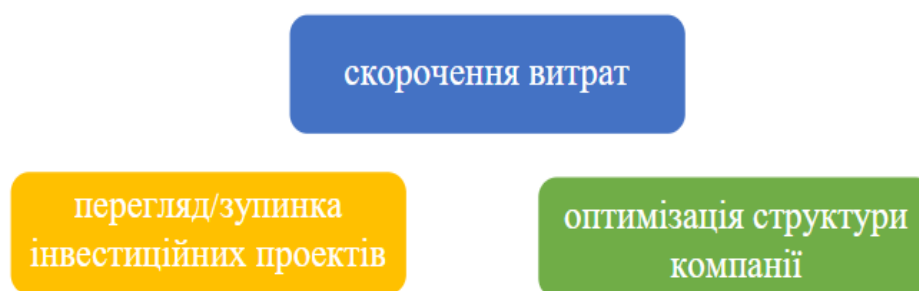 скорочення витрат
перегляд/зупинка
інвестиційних проектів
оптимізація структури
компанії